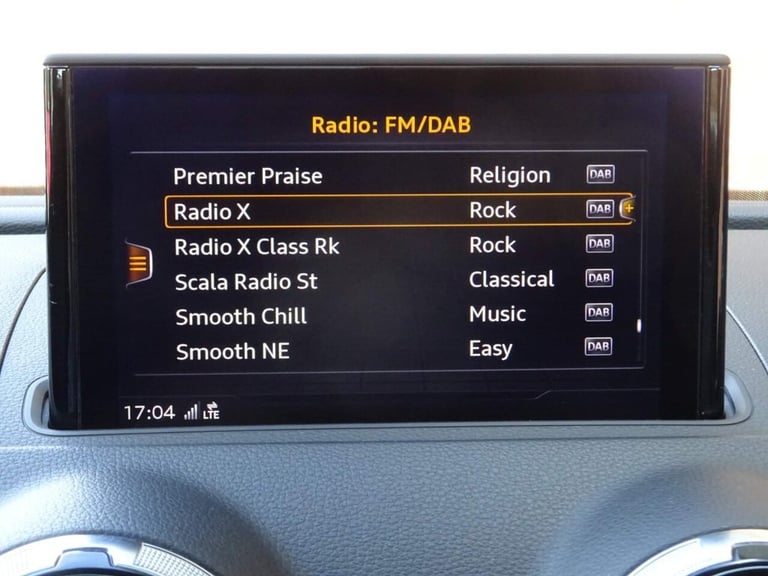 Radio: FM/DAB
Premier Praise Religion DAB
Radio X Rock DAB +
Radio X Class Rk Rock DAB
Scala Radio St Classical DAB
Smooth Chill Music DAB
Smooth NE Easy DAB
17:04 LTE